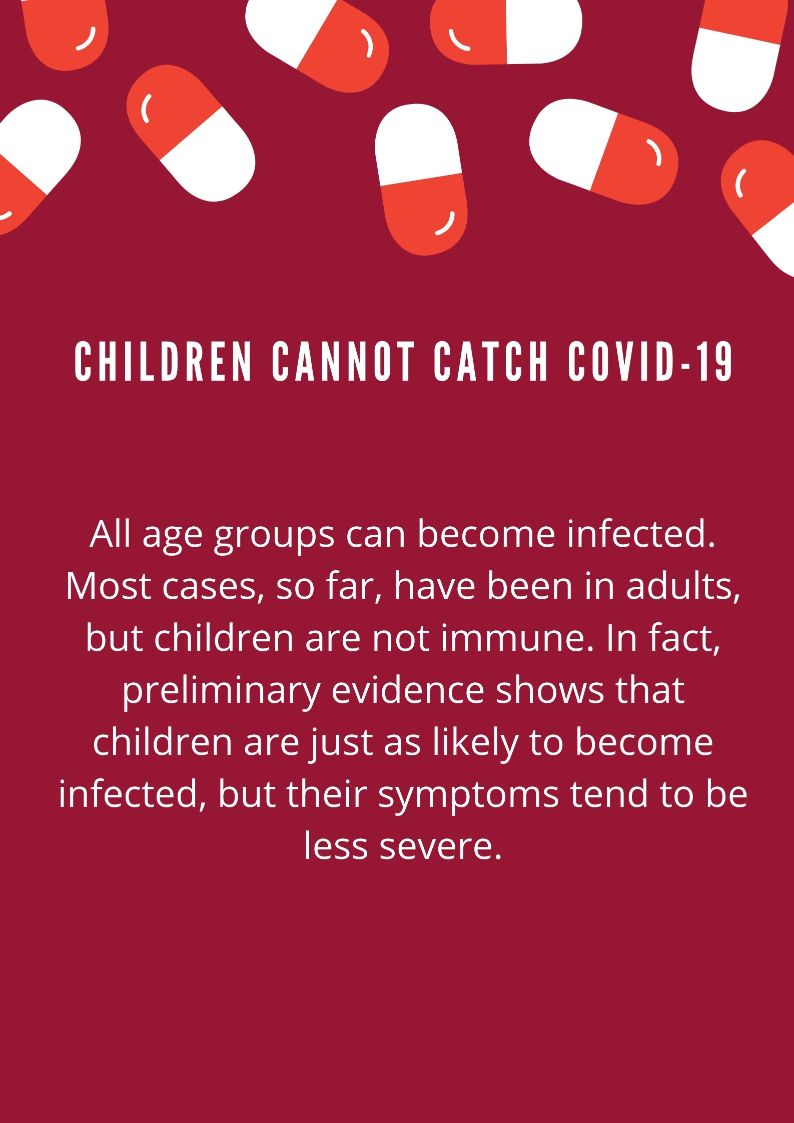 CHILDREN CANNOT CATCH COVID-19
All age groups can become infected.
Most cases, so far, have been in adults,
but children are not immune. In fact,
preliminary evidence shows that
children are just as likely to become
infected, but their symptoms tend to be
less severe.